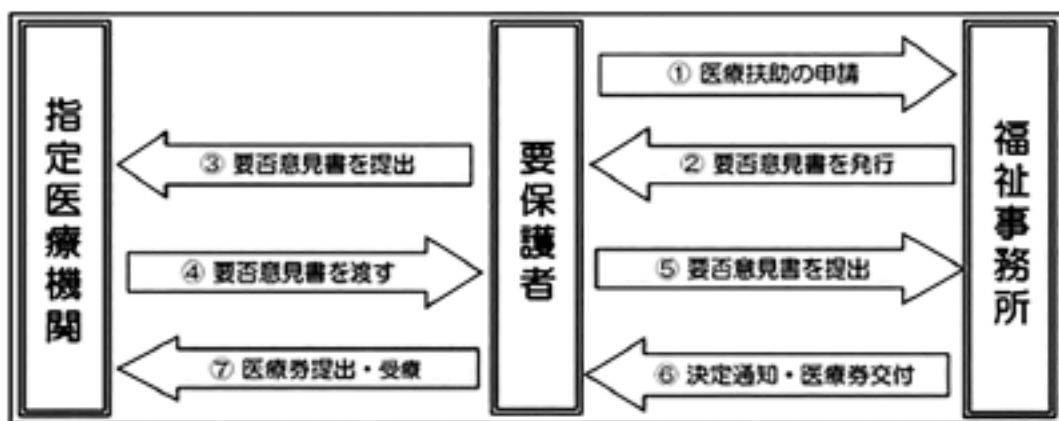 指定医療機関
要保護者
福祉事務所
① 医療扶助の申請
② 要否意見書を発行
③ 要否意見書を提出
④ 要否意見書を渡す
⑤ 要否意見書を提出
⑥ 決定通知・医療券交付
⑦ 医療券提出・受療